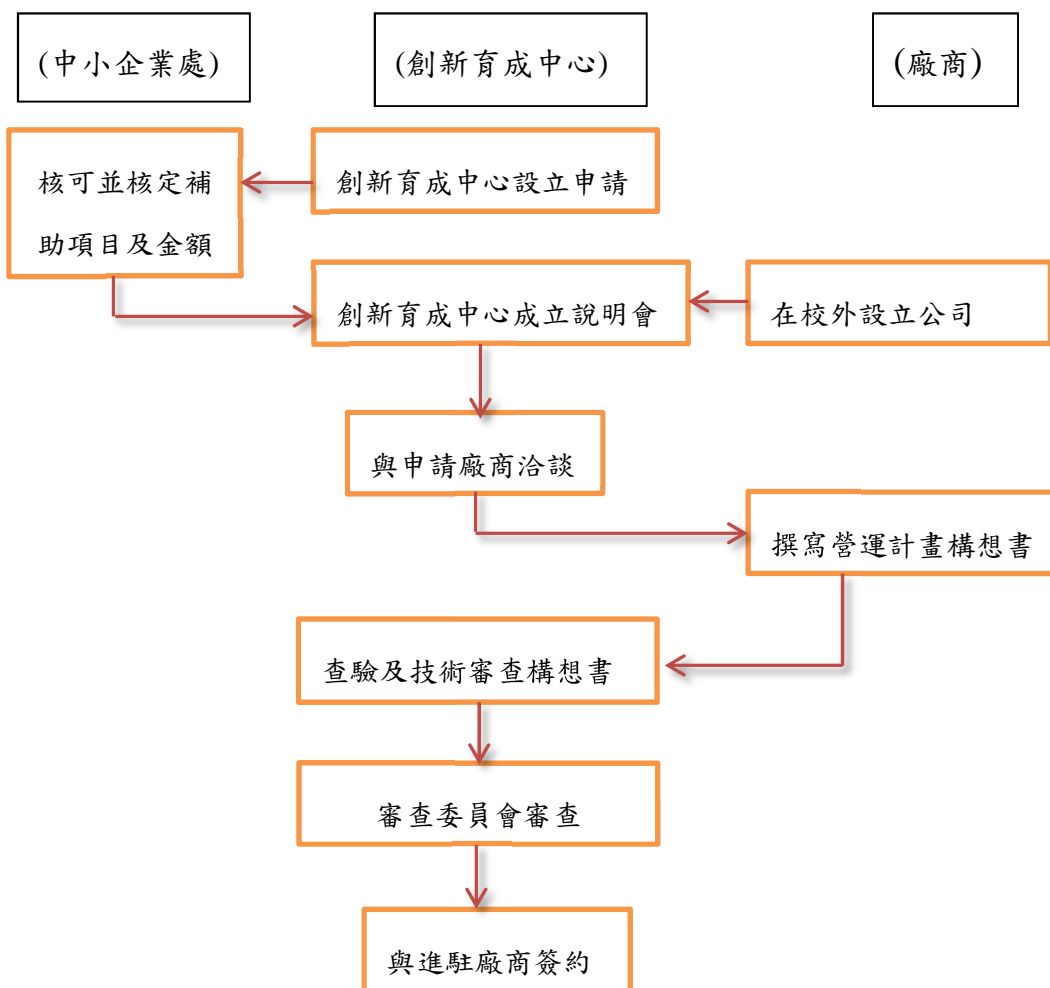 (中小企業處)
(創新育成中心)
(廠商)
核可並核定補
助項目及金額
創新育成中心設立申請
創新育成中心成立說明會
在校外設立公司
與申請廠商洽談
撰寫營運計畫構想書
查驗及技術審查構想書
審查委員會審查
與進駐廠商簽約